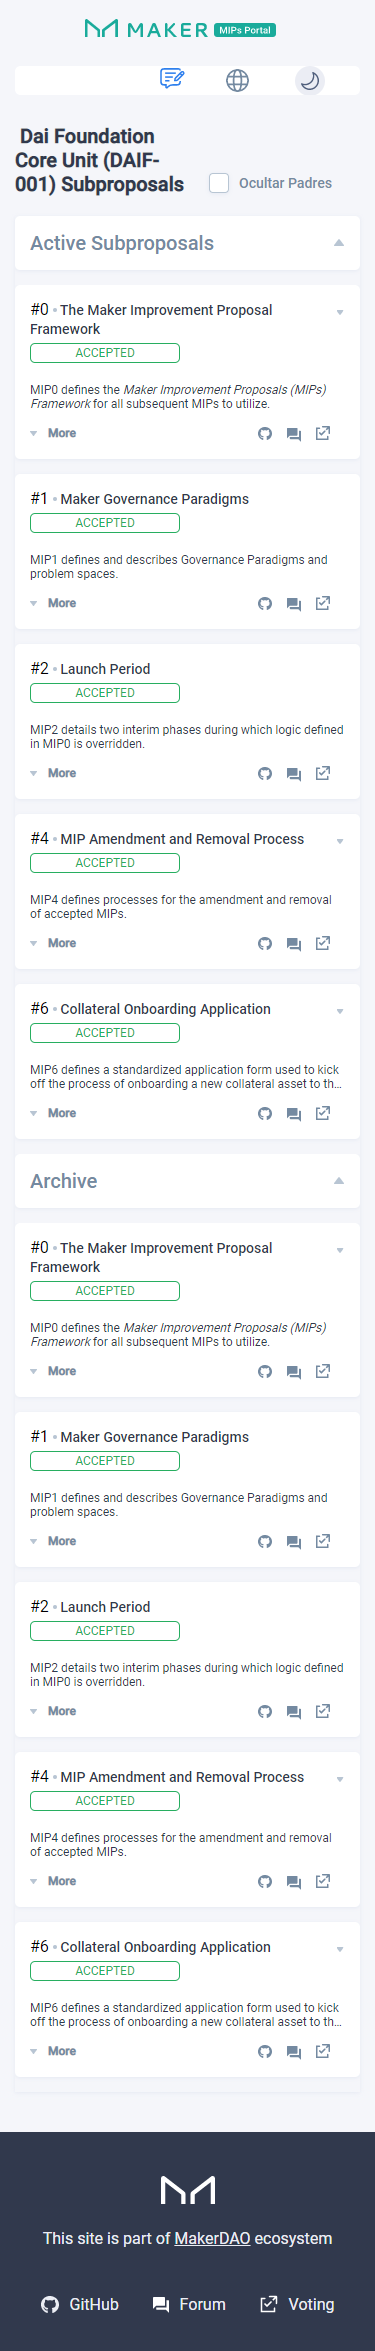 MAKER MIPs Portal
Dai Foundation
Core Unit (DAIF-
001) Subproposals
Ocultar Padres
Active Subproposals
#0 • The Maker Improvement Proposal
Framework
ACCEPTED
MIP0 defines the Maker Improvement Proposals (MIPs)
Framework for all subsequent MIPs to utilize.
More
#1 • Maker Governance Paradigms
ACCEPTED
MIP1 defines and describes Governance Paradigms and
problem spaces.
More
#2 • Launch Period
ACCEPTED
MIP2 details two interim phases during which logic defined
in MIP0 is overridden.
More
#4 • MIP Amendment and Removal Process
ACCEPTED
MIP4 defines processes for the amendment and removal
of accepted MIPs.
More
#6 • Collateral Onboarding Application
ACCEPTED
MIP6 defines a standardized application form used to kick
off the process of onboarding a new collateral asset to th...
More
Archive
#0 • The Maker Improvement Proposal
Framework
ACCEPTED
MIP0 defines the Maker Improvement Proposals (MIPs)
Framework for all subsequent MIPs to utilize.
More
#1 • Maker Governance Paradigms
ACCEPTED
MIP1 defines and describes Governance Paradigms and
problem spaces.
More
#2 • Launch Period
ACCEPTED
MIP2 details two interim phases during which logic defined
in MIP0 is overridden.
More
#4 • MIP Amendment and Removal Process
ACCEPTED
MIP4 defines processes for the amendment and removal
of accepted MIPs.
More
#6 • Collateral Onboarding Application
ACCEPTED
MIP6 defines a standardized application form used to kick
off the process of onboarding a new collateral asset to th...
More
This site is part of MakerDAO ecosystem
GitHub Forum Voting